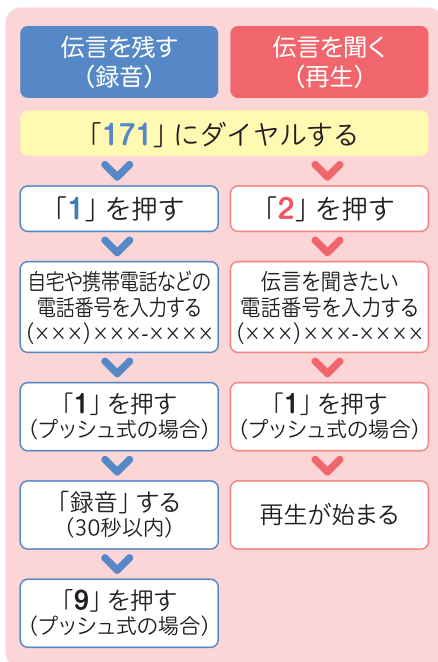 伝言を残す
(録音)
伝言を聞く
(再生)
「171」にダイヤルする
「1」を押す
自宅や携帯電話などの
電話番号を入力する
(×××)×××-××××
「1」を押す
(プッシュ式の場合)
「録音」する
(30秒以内)
「9」を押す
(プッシュ式の場合)
「2」を押す
伝言を聞きたい
電話番号を入力する
(×××)×××-××××
「1」を押す
(プッシュ式の場合)
再生が始まる